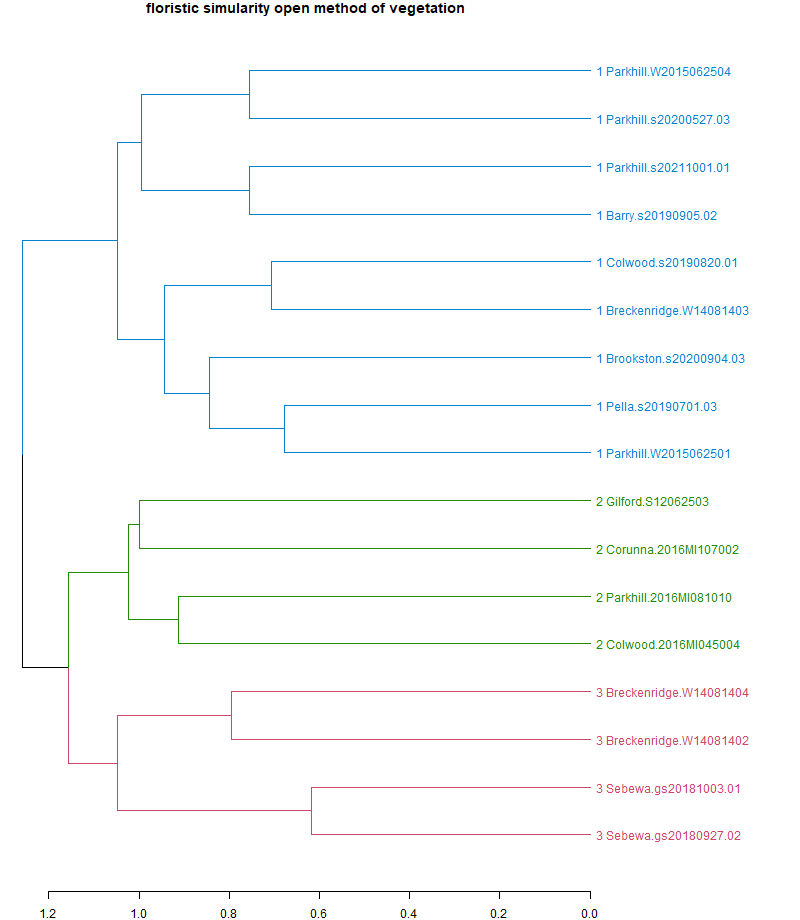 floristic simularity open method of vegetation
1 Parkhill.W2015062504
1 Parkhill.s20200527.03
1 Parkhill.s20211001.01
1 Barry.s20190905.02
1 Colwood.s20190820.01
1 Breckenridge.W14081403
1 Brookston.s20200904.03
1 Pella.s20190701.03
1 Parkhill.W2015062501
2 Gilford.S12062503
2 Corunna.2016MI107002
2 Parkhill.2016MI081010
2 Colwood.2016MI045004
3 Breckenridge.W14081404
3 Breckenridge.W14081402
3 Sebewa.gs20181003.01
3 Sebewa.gs20180927.02
1.2 1.0 0.8 0.6 0.4 0.2 0.0